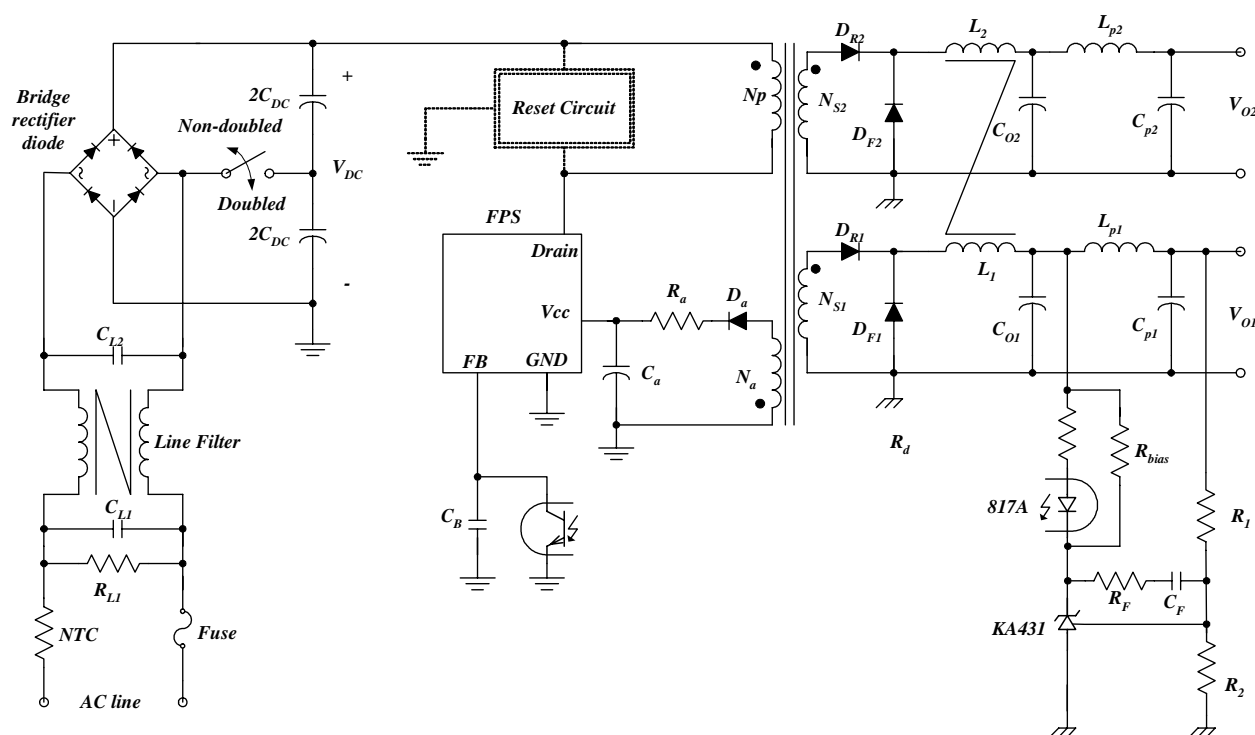 Bridge
rectifier
diode
+
-
Non-doubled
Doubled
2C_DC
2C_DC
+
V_DC
-
C_L2
Line Filter
C_L1
R_L1
NTC
Fuse
AC line
Reset Circuit
FPS
Drain
Vcc
FB
GND
C_B
R_a
D_a
C_a
N_a
Np
N_S2
D_R2
D_F2
L_2
L_p2
C_O2
C_p2
V_O2
N_S1
D_R1
D_F1
L_1
L_p1
C_O1
C_p1
V_O1
R_d
R_bias
817A
R_1
R_F
C_F
KA431
R_2